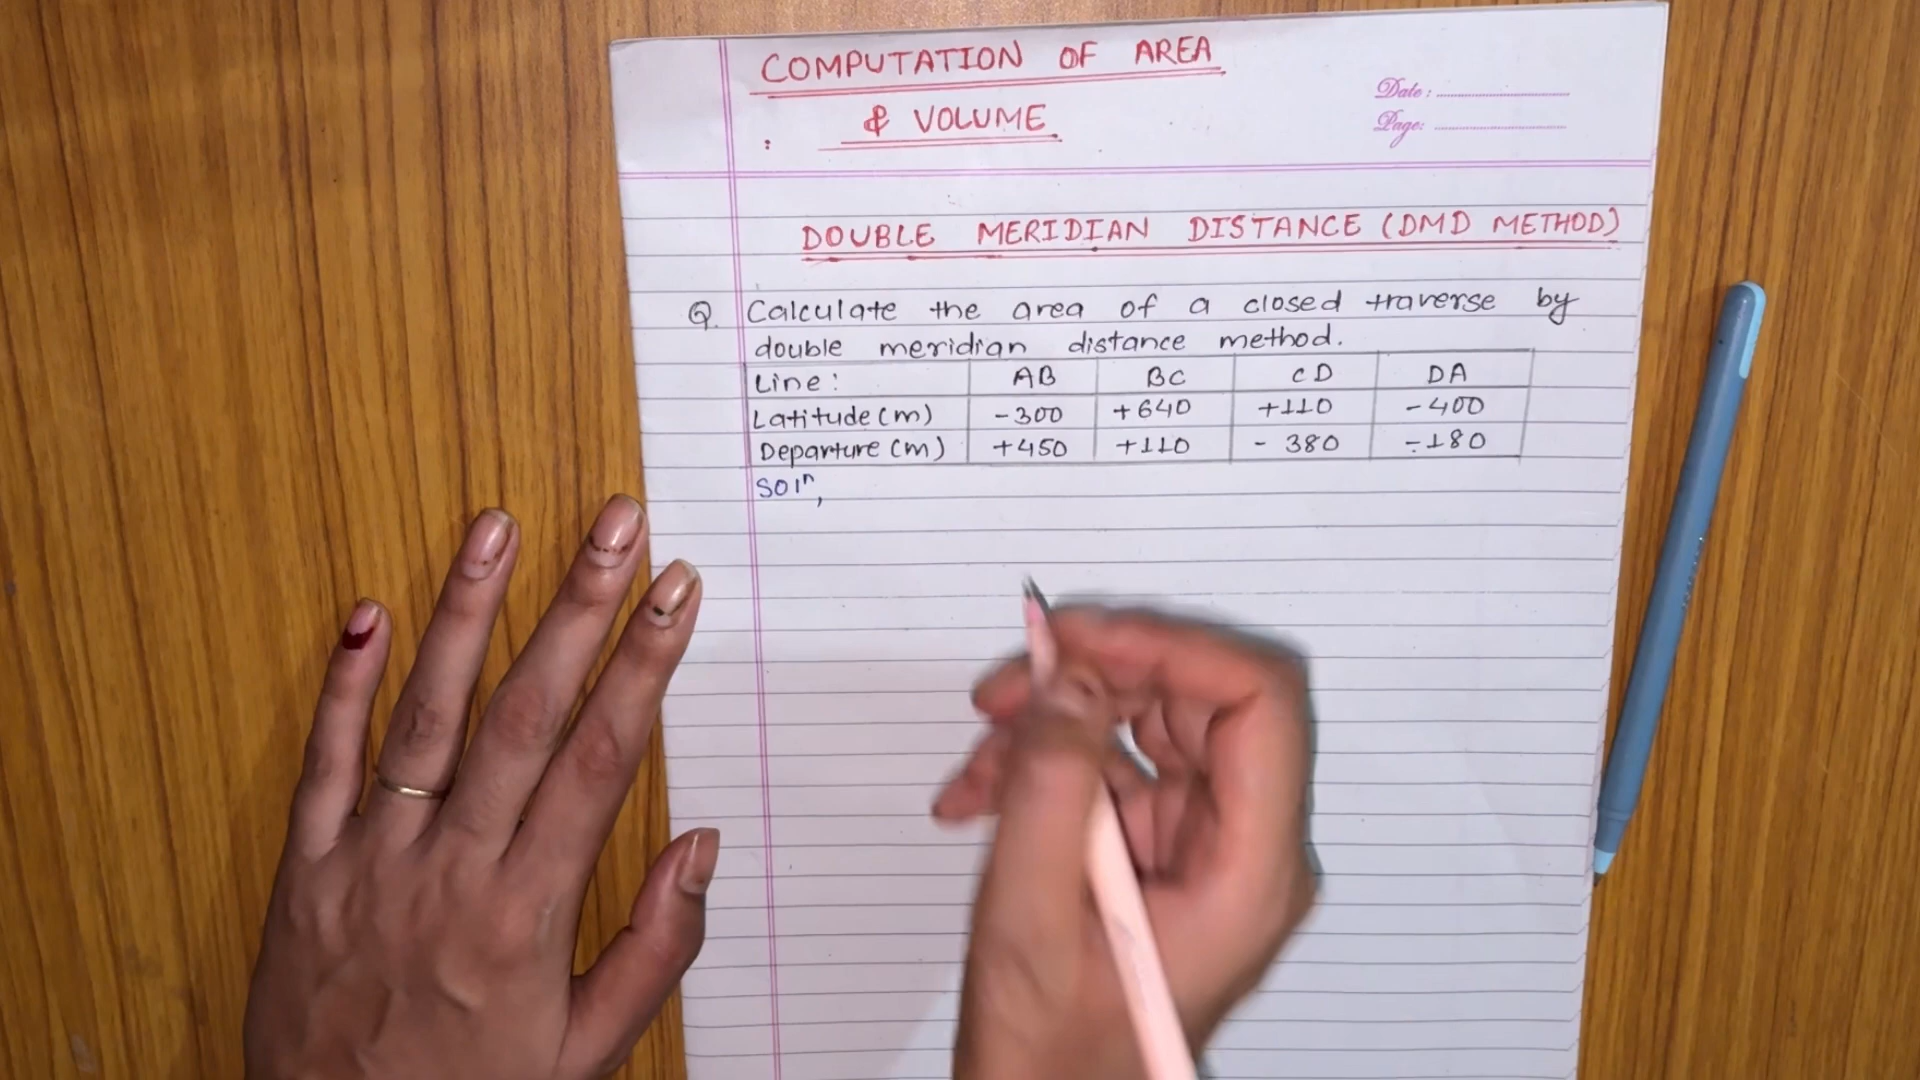 COMPUTATION OF AREA
& VOLUME
Date:
Page:
DOUBLE MERIDIAN DISTANCE (DMD METHOD)
Q. Calculate the area of a closed traverse by
double meridian distance method.
Line: AB BC CD DA
Latitude (m) -300 +640 +110 -400
Departure (m) +450 +110 -380 -180
Solⁿ,